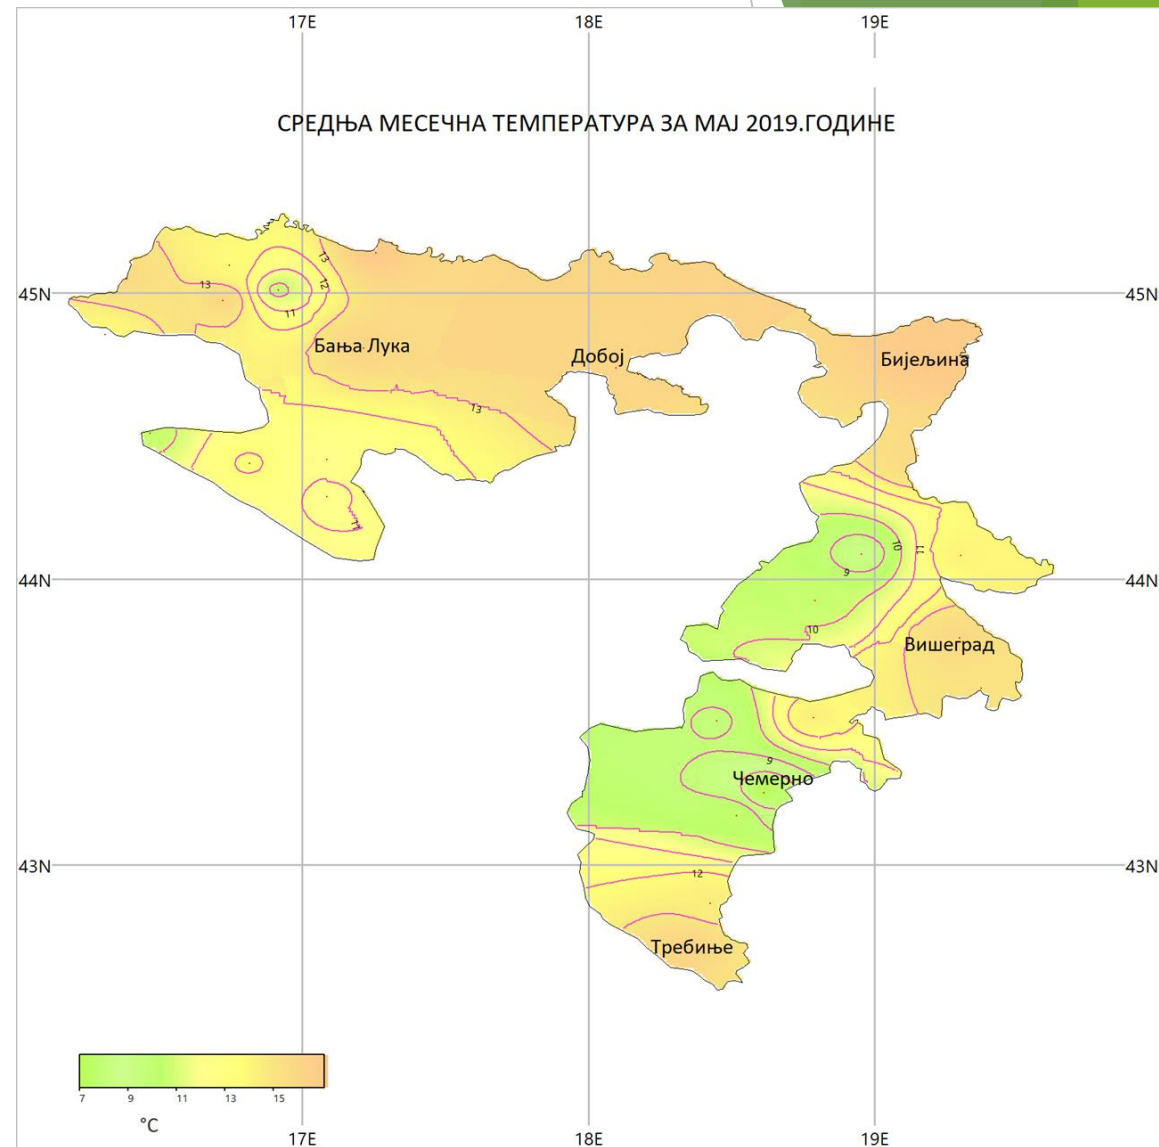 17E 18E 19E
СРЕДЊА МЕСЕЧНА ТЕМПЕРАТУРА ЗА МАЈ 2019.ГОДИНЕ
13
13
12
45N 45N
11
Бања Лука Добој Бијељина
13
11
10
11
9
44N 44N
10
Вишеград
9
Чемерно
43N 43N
12
Требиње
7 9 11 13 15
°C
17E 18E 19E